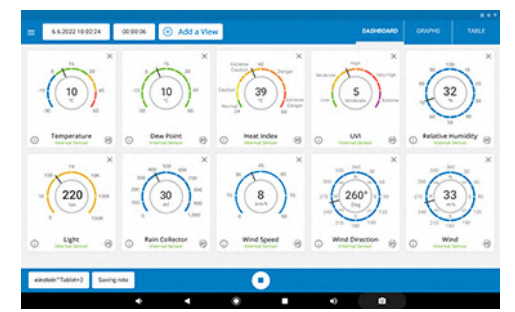 6.6.2022 10:02:24
00:00:06
Add a View
DASHBOARD
GRAPHS
TABLE
10
°C
Temperature
Internal Sensor
10
°C
Dew Point
Internal Sensor
Extreme Caution
Danger
Caution
Normal
Extreme Danger
39
°C
Heat Index
Internal Sensor
High
Moderate
Very High
Low
Extreme
5
Moderate
UVI
Internal Sensor
32
%
Relative Humidity
Internal Sensor
220
lux
Light
Internal Sensor
30
Rain Collector
Internal Sensor
8
km/h
Wind Speed
Internal Sensor
260°
Deg
Wind Direction
Internal Sensor
33
m/s
Wind
Internal Sensor
einstein™Tablet+3
Saving rate